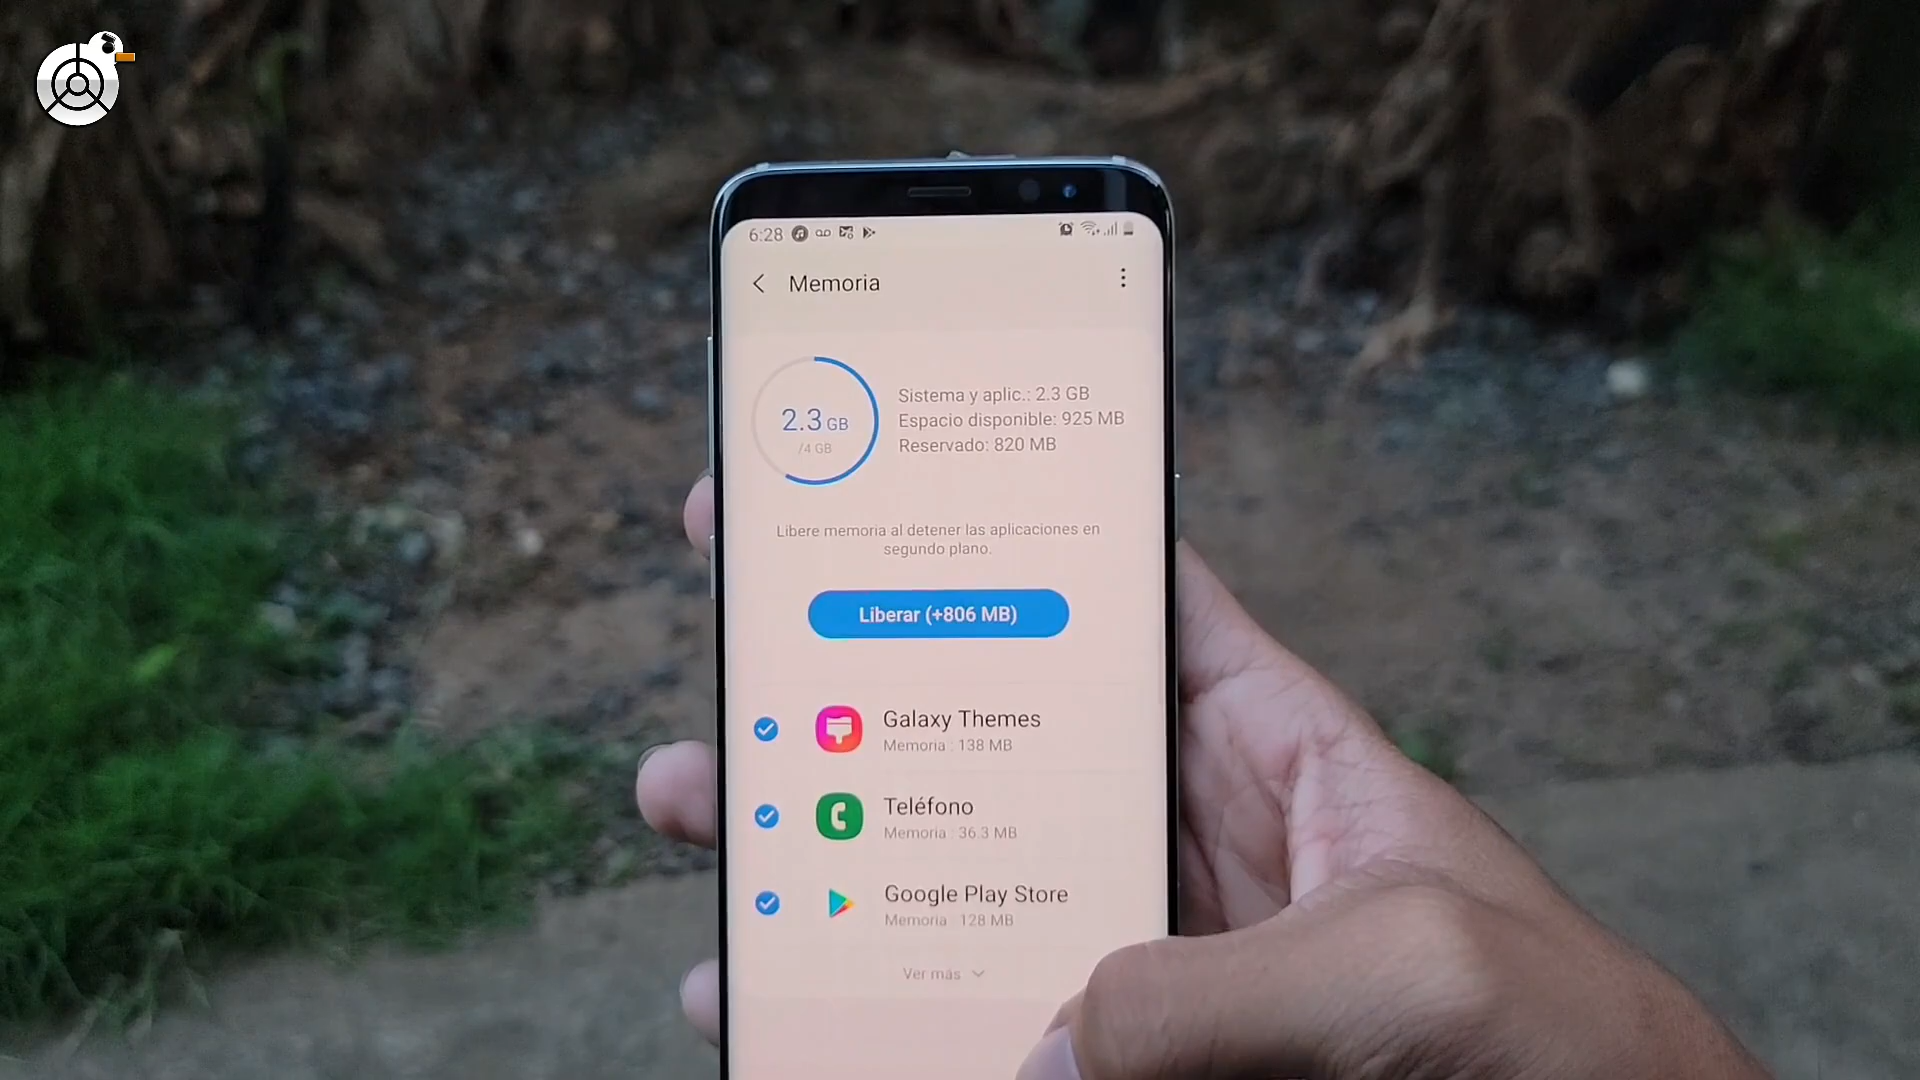 6:28
Memoria
2.3 GB
/4 GB
Sistema y aplic.: 2.3 GB
Espacio disponible: 925 MB
Reservado: 820 MB
Libere memoria al detener las aplicaciones en
segundo plano.
Liberar (+806 MB)
Galaxy Themes
Memoria : 138 MB
Teléfono
Memoria : 36.3 MB
Google Play Store
Memoria : 128 MB
Ver más